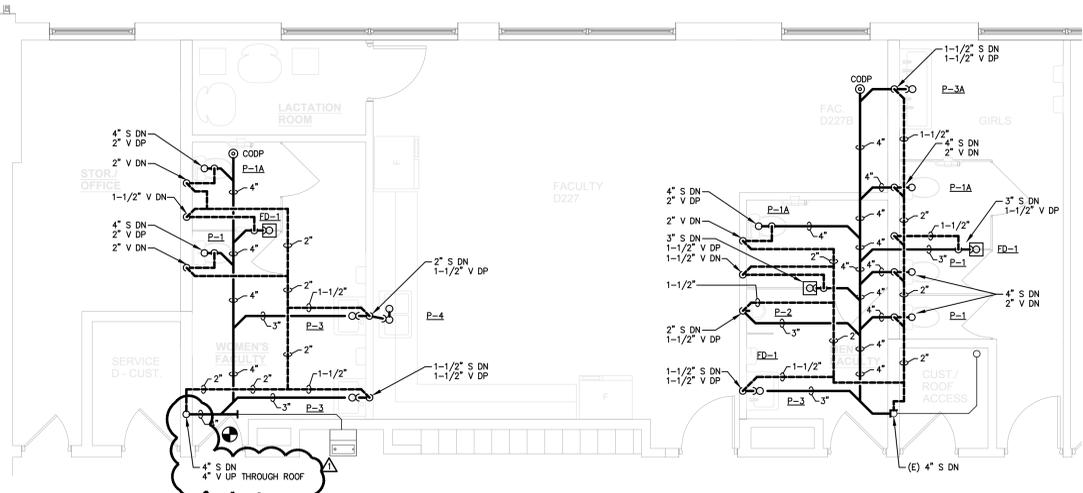 LACTATION
ROOM
STOR./
OFFICE
SERVICE
D - CUST.
WOMEN'S
FACULTY
FACULTY
D227
FAC.
D227B
GIRLS
CUST./
ROOF
ACCESS
F
F
4" S DN
2" V DP
2" V DN
1-1/2" V DN
4" S DN
2" V DP
2" V DN
CODP
P-1A
4"
FD-1
P-1
4"
4"
4"
2"
2"
2"
1-1/2"
3"
P-3
2" S DN
1-1/2" V DP
P-4
1-1/2" S DN
1-1/2" V DP
2"
2"
1-1/2"
3"
P-3
4" S DN
4" V UP THROUGH ROOF
1
CODP
1-1/2" S DN
1-1/2" V DP
P-3A
4"
1-1/2"
4" S DN
2" V DN
4"
4"
P-1A
2"
4" S DN
2" V DP
P-1A
2" V DN
3" S DN
1-1/2" V DP
1-1/2" V DN
1-1/2"
2" S DN
1-1/2" V DP
1-1/2" S DN
1-1/2" V DP
4"
2"
2"
P-2
3"
FD-1
1-1/2"
P-3
3"
2"
4"
4"
3" S DN
1-1/2" V DP
1-1/2"
FD-1
3"
P-1
4"
4"
2"
4" S DN
2" V DN
P-1
4"
4"
2"
4"
(E) 4" S DN